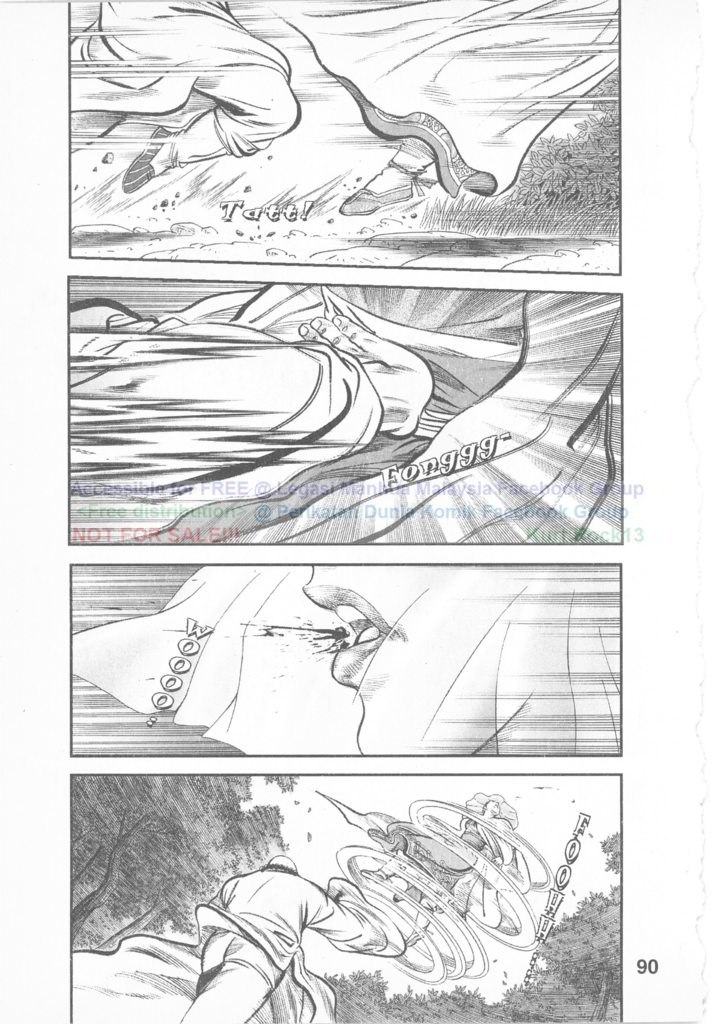 Tatt!
Fonggg-
Accessible for FREE @ Legasi Manhua Malaysia Facebook Group
<Free distribution> @ Perikatan Dunia Komik Facebook Group
NOT FOR SALE!!!
Woooo
90